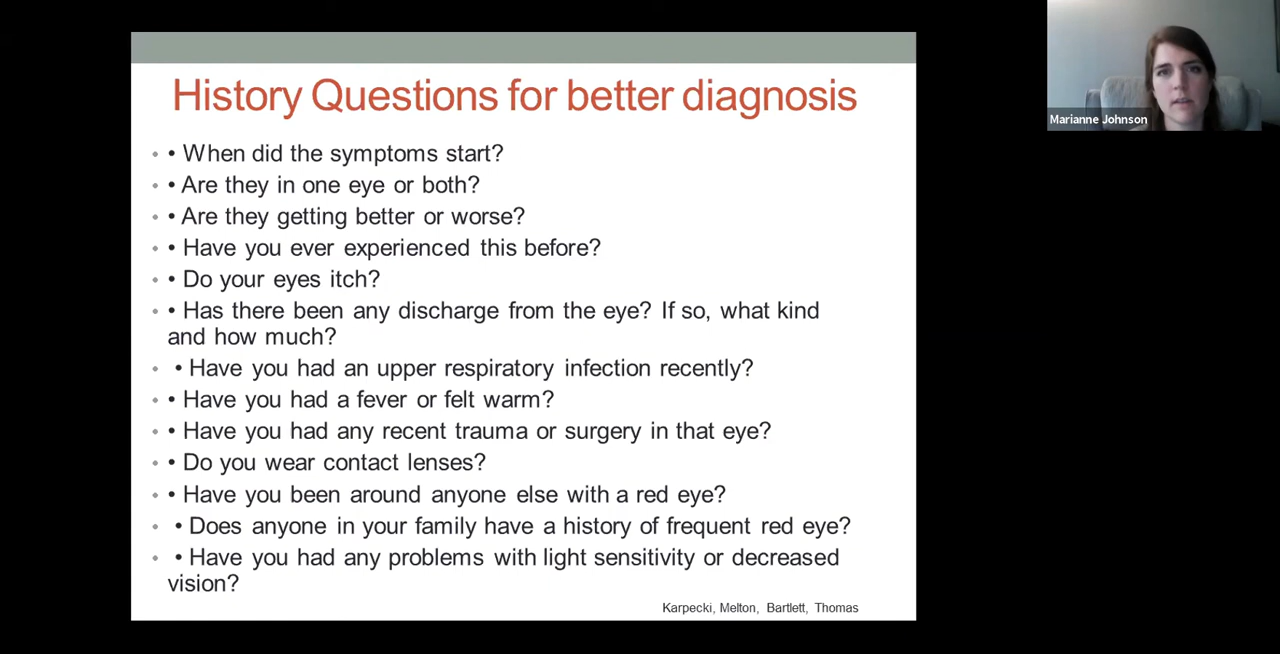 History Questions for better diagnosis
• • When did the symptoms start?
• • Are they in one eye or both?
• • Are they getting better or worse?
• • Have you ever experienced this before?
• • Do your eyes itch?
• • Has there been any discharge from the eye? If so, what kind
and how much?
• • Have you had an upper respiratory infection recently?
• • Have you had a fever or felt warm?
• • Have you had any recent trauma or surgery in that eye?
• • Do you wear contact lenses?
• • Have you been around anyone else with a red eye?
• • Does anyone in your family have a history of frequent red eye?
• • Have you had any problems with light sensitivity or decreased
vision?
Karpecki, Melton, Bartlett, Thomas
Marianne Johnson